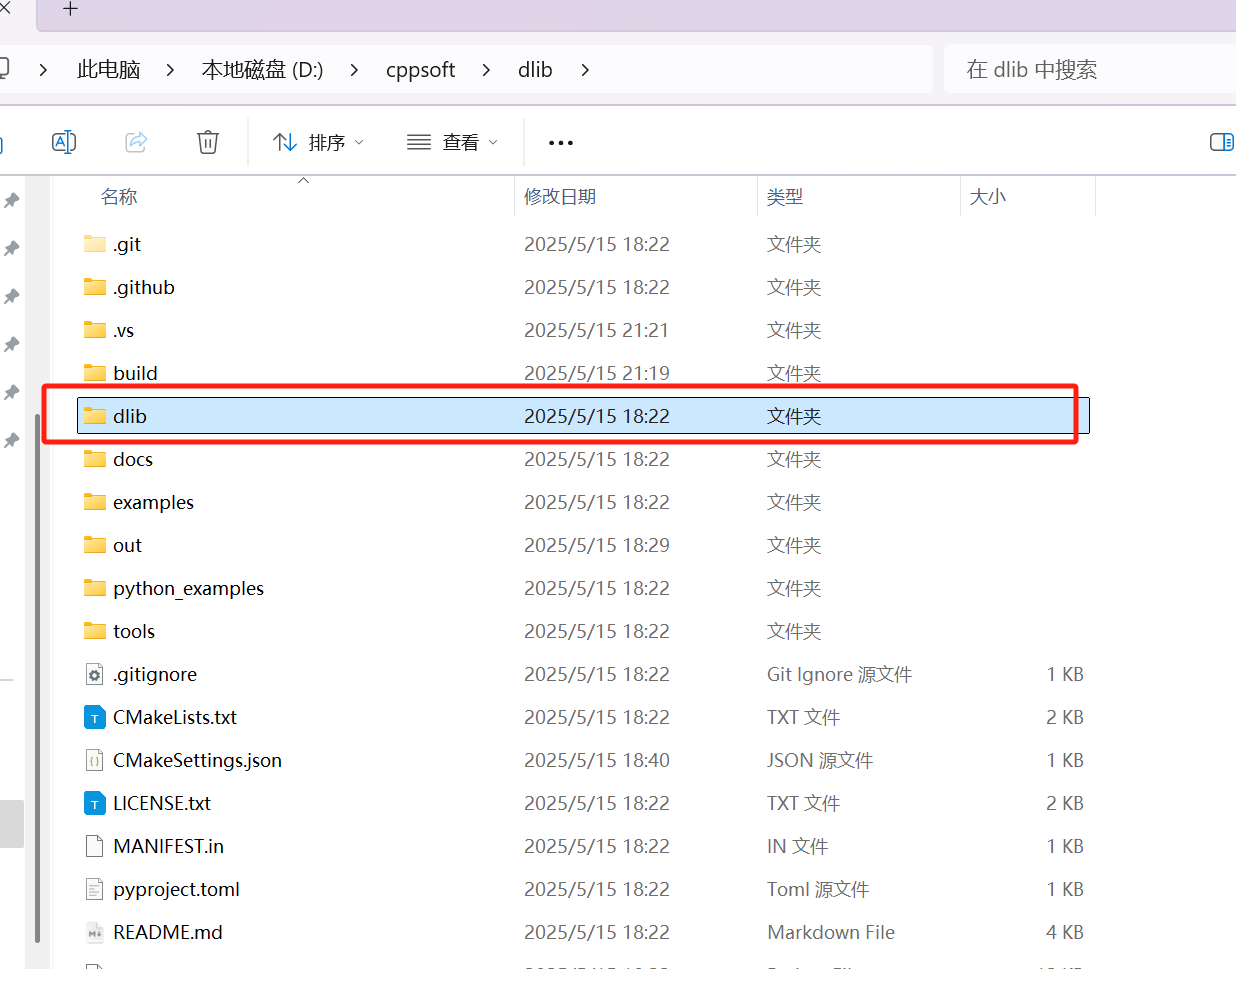 此电脑 > 本地磁盘 (D:) > cppsoft > dlib >
在 dlib 中搜索
排序 查看 •••
名称 修改日期 类型 大小
.git 2025/5/15 18:22 文件夹
.github 2025/5/15 18:22 文件夹
.vs 2025/5/15 21:21 文件夹
build 2025/5/15 21:19 文件夹
dlib 2025/5/15 18:22 文件夹
docs 2025/5/15 18:22 文件夹
examples 2025/5/15 18:22 文件夹
out 2025/5/15 18:29 文件夹
python_examples 2025/5/15 18:22 文件夹
tools 2025/5/15 18:22 文件夹
.gitignore 2025/5/15 18:22 Git Ignore 源文件 1 KB
CMakeLists.txt 2025/5/15 18:22 TXT 文件 2 KB
CMakeSettings.json 2025/5/15 18:40 JSON 源文件 1 KB
LICENSE.txt 2025/5/15 18:22 TXT 文件 2 KB
MANIFEST.in 2025/5/15 18:22 IN 文件 1 KB
pyproject.toml 2025/5/15 18:22 Toml 源文件 1 KB
README.md 2025/5/15 18:22 Markdown File 4 KB